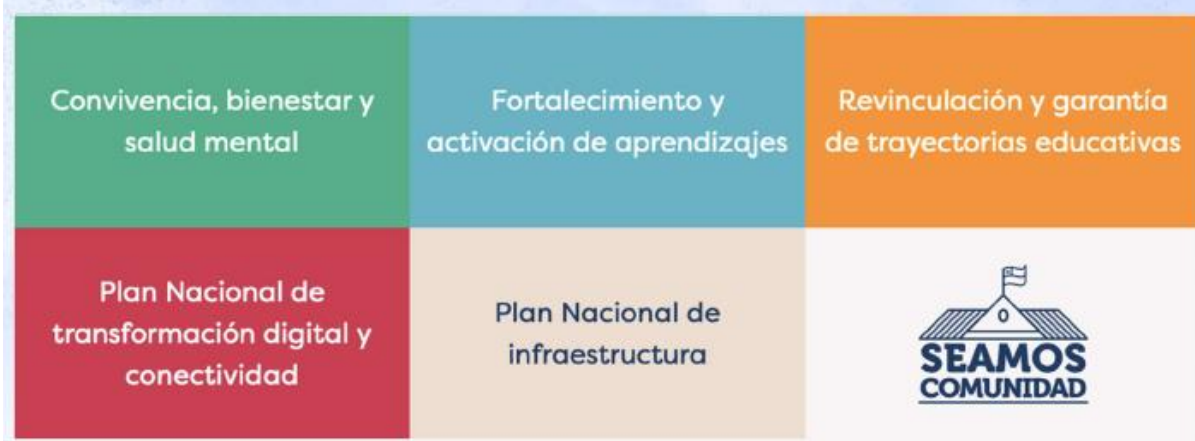 Convivencia, bienestar y
salud mental
Fortalecimiento y
activación de aprendizajes
Revinculación y garantía
de trayectorias educativas
Plan Nacional de
transformación digital y
conectividad
Plan Nacional de
infraestructura
SEAMOS
COMUNIDAD